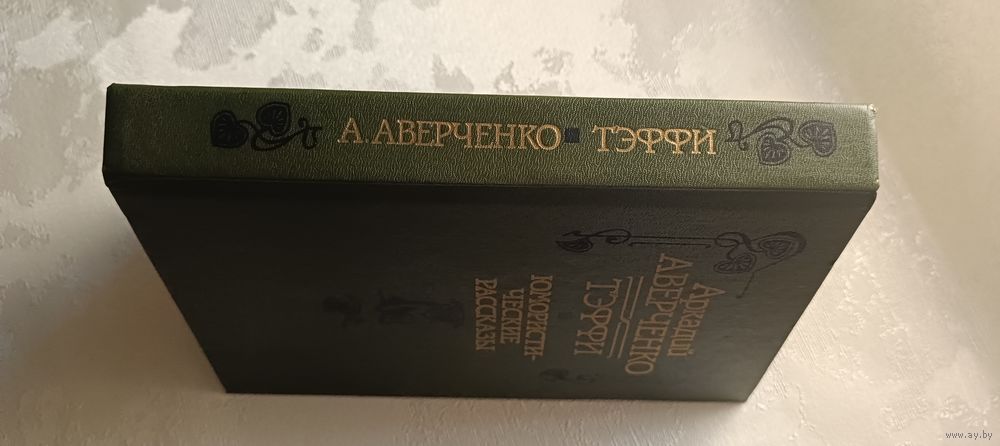 А. АВЕРЧЕНКО ▪ ТЭФФИ
Аркадий
АВЕРЧЕНКО
ТЭФФИ
ЮМОРИСТИ-
ЧЕСКИЕ
РАССКАЗЫ
www.ay.by